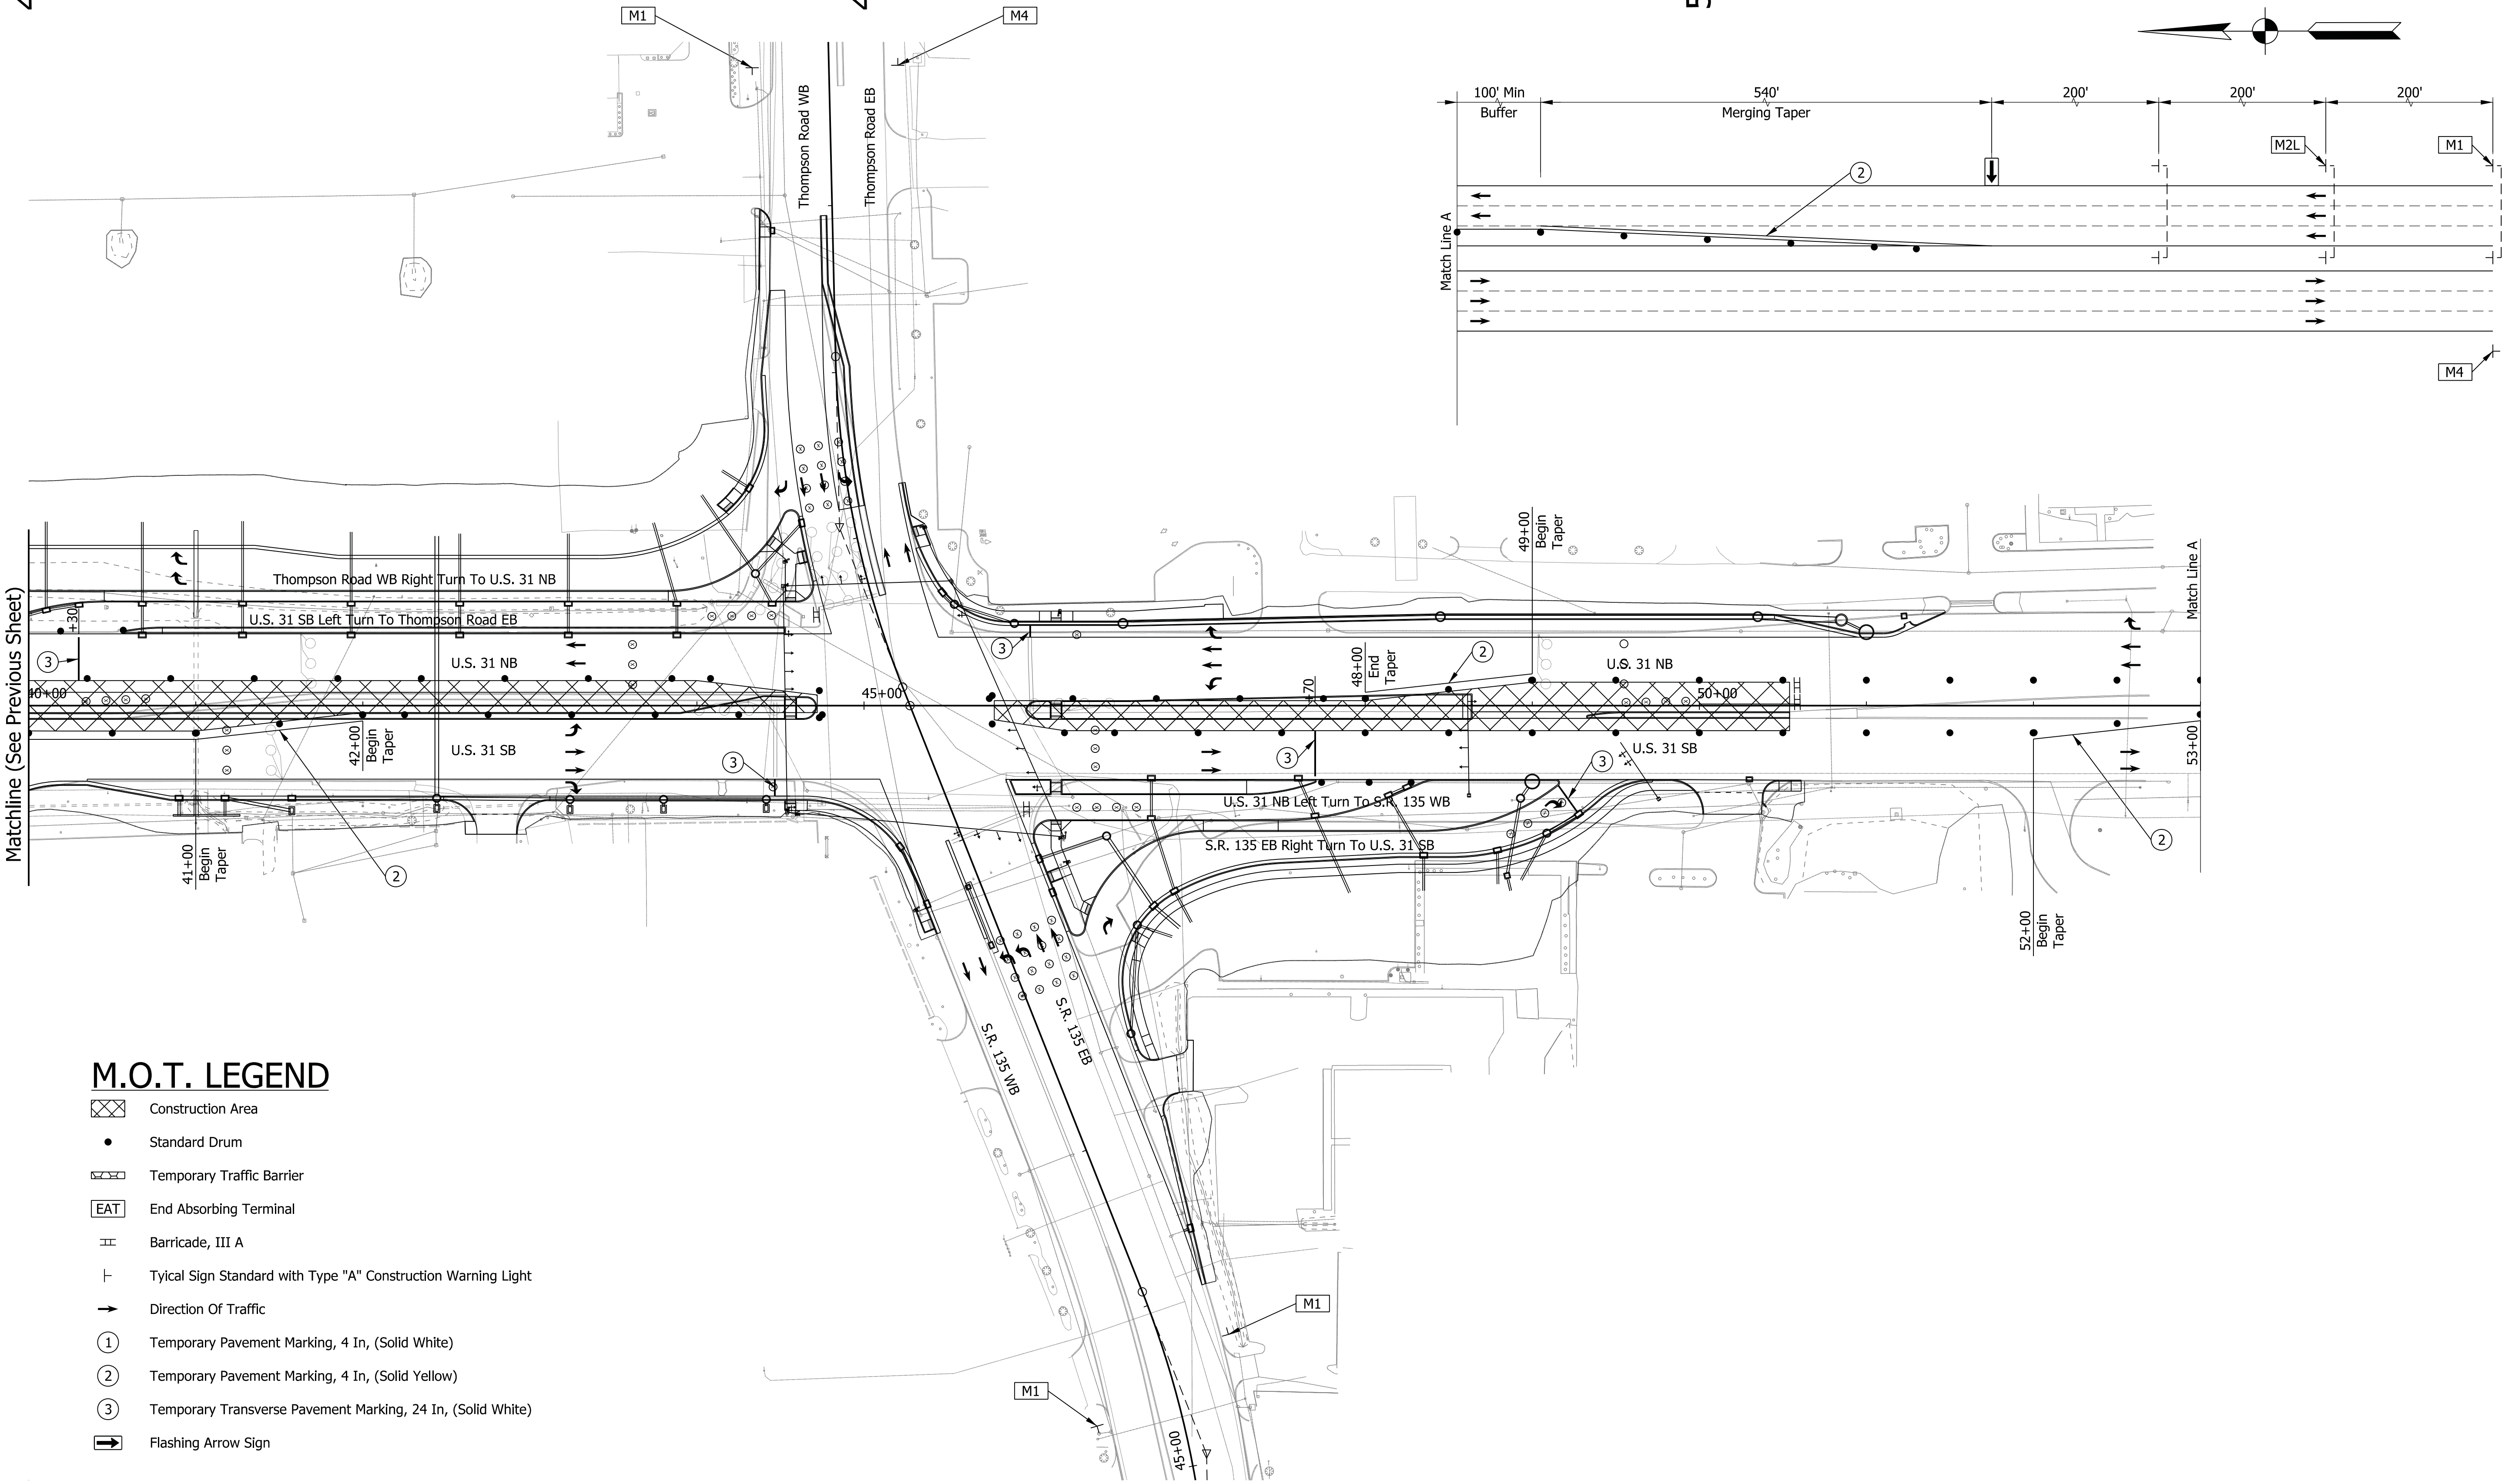 M1
M4
Thompson Road WB
Thompson Road EB
100' Min
Buffer
540'
Merging Taper
200'
200'
200'
M2L
M1
2
Match Line A
M4
Matchline (See Previous Sheet)
Thompson Road WB Right Turn To U.S. 31 NB
+30
U.S. 31 SB Left Turn To Thompson Road EB
3
U.S. 31 NB
40+00
45+00
U.S. 31 SB
42+00
Begin
Taper
41+00
Begin
Taper
2
3
3
49+00
Begin
Taper
48+00
End
Taper
2
+70
U.S. 31 NB
50+00
3
U.S. 31 SB
3
U.S. 31 NB Left Turn To S.R. 135 WB
S.R. 135 EB Right Turn To U.S. 31 SB
Match Line A
53+00
2
52+00
Begin
Taper
S.R. 135 WB
S.R. 135 EB
M1
M1
45+00
M.O.T. LEGEND
Construction Area
Standard Drum
Temporary Traffic Barrier
EAT End Absorbing Terminal
Barricade, III A
Tyical Sign Standard with Type "A" Construction Warning Light
Direction Of Traffic
1 Temporary Pavement Marking, 4 In, (Solid White)
2 Temporary Pavement Marking, 4 In, (Solid Yellow)
3 Temporary Transverse Pavement Marking, 24 In, (Solid White)
Flashing Arrow Sign